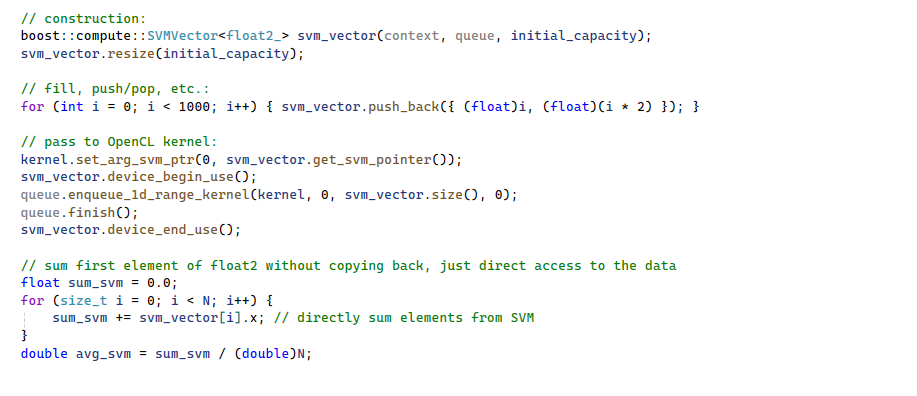 // construction:
boost::compute::SVMVector<float2_> svm_vector(context, queue, initial_capacity);
svm_vector.resize(initial_capacity);

// fill, push/pop, etc.:
for (int i = 0; i < 1000; i++) { svm_vector.push_back({ (float)i, (float)(i * 2) }); }

// pass to OpenCL kernel:
kernel.set_arg_svm_ptr(0, svm_vector.get_svm_pointer());
svm_vector.device_begin_use();
queue.enqueue_1d_range_kernel(kernel, 0, svm_vector.size(), 0);
queue.finish();
svm_vector.device_end_use();

// sum first element of float2 without copying back, just direct access to the data
float sum_svm = 0.0;
for (size_t i = 0; i < N; i++) {
    sum_svm += svm_vector[i].x; // directly sum elements from SVM
}
double avg_svm = sum_svm / (double)N;